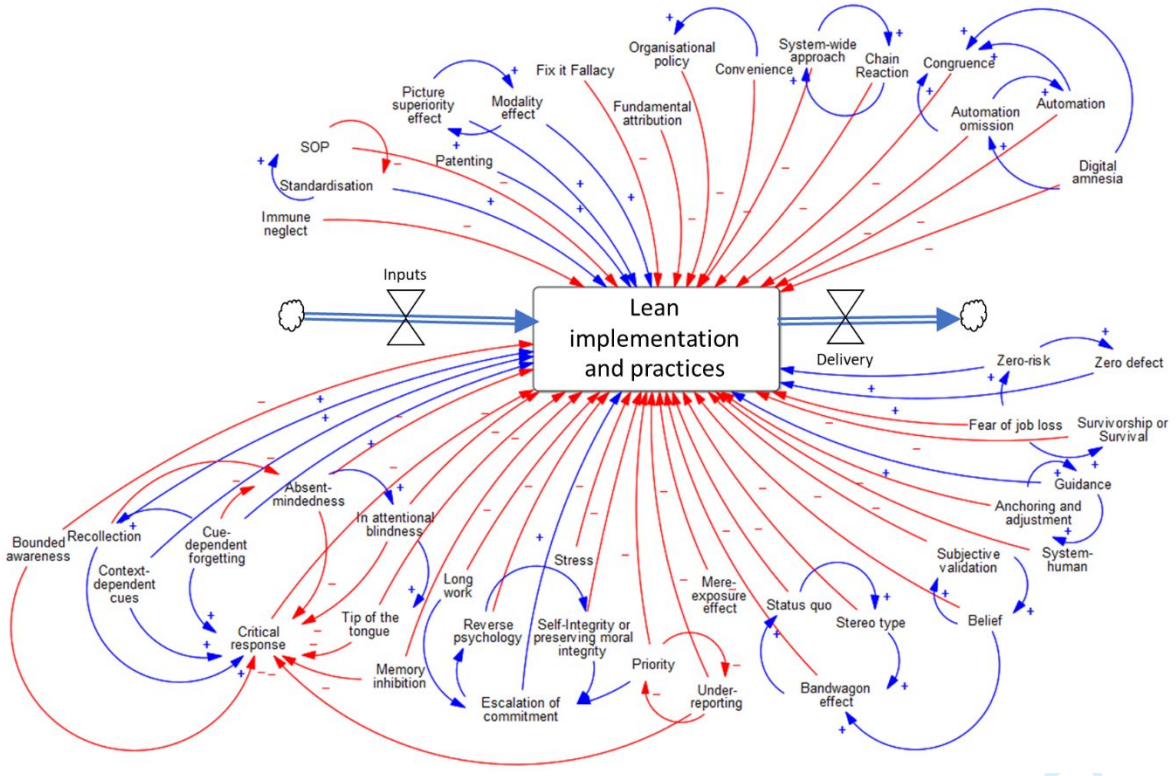 Organisational
policy
System-wide
approach
Chain
Reaction
Congruence
Fix it Fallacy
Convenience
Picture
superiority
effect
Modality
effect
Fundamental
attribution
Automation
omission
Automation
SOP
Patenting
Digital
amnesia
Standardisation
Immune
neglect
Inputs
Lean
implementation
and practices
Delivery
Zero-risk
Zero defect
Fear of job loss
Survivorship or
Survival
Guidance
Anchoring and
adjustment
System-
human
Absent-
mindedness
In attentional
blindness
Bounded
awareness
Recollection
Cue-
dependent
forgetting
Context-
dependent
cues
Critical
response
Tip of the
tongue
Memory
inhibition
Long
work
Stress
Reverse
psychology
Self-Integrity or
preserving moral
integrity
Escalation of
commitment
Priority
Under-
reporting
Mere-
exposure
effect
Status quo
Stereo type
Bandwagon
effect
Subjective
validation
Belief